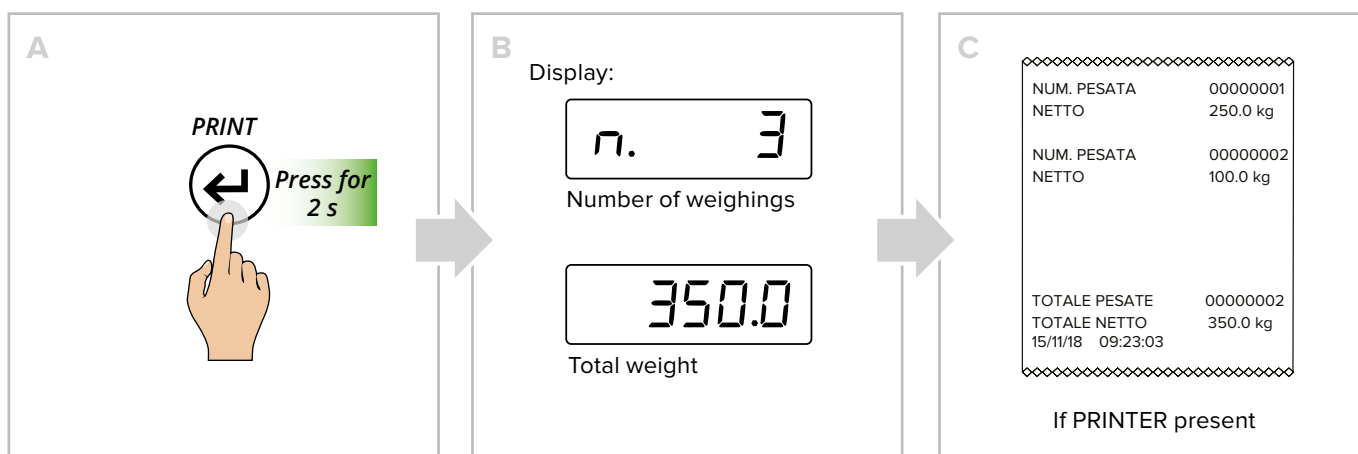 A
PRINT
Press for
2 s
B
Display:
n. 3
Number of weighings
350.0
Total weight
C
NUM. PESATA 00000001
NETTO 250.0 kg
NUM. PESATA 00000002
NETTO 100.0 kg
TOTALE PESATE 00000002
TOTALE NETTO 350.0 kg
15/11/18 09:23:03
If PRINTER present